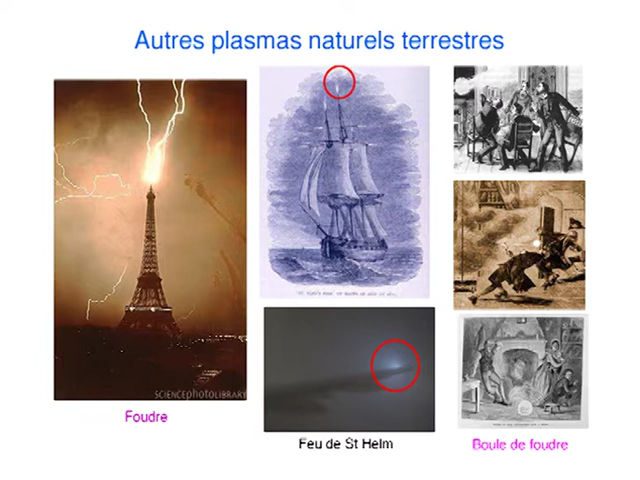 Autres plasmas naturels terrestres
SCIENCEPHOTOLIBRARY
Foudre
Feu de St Helm
Boule de foudre